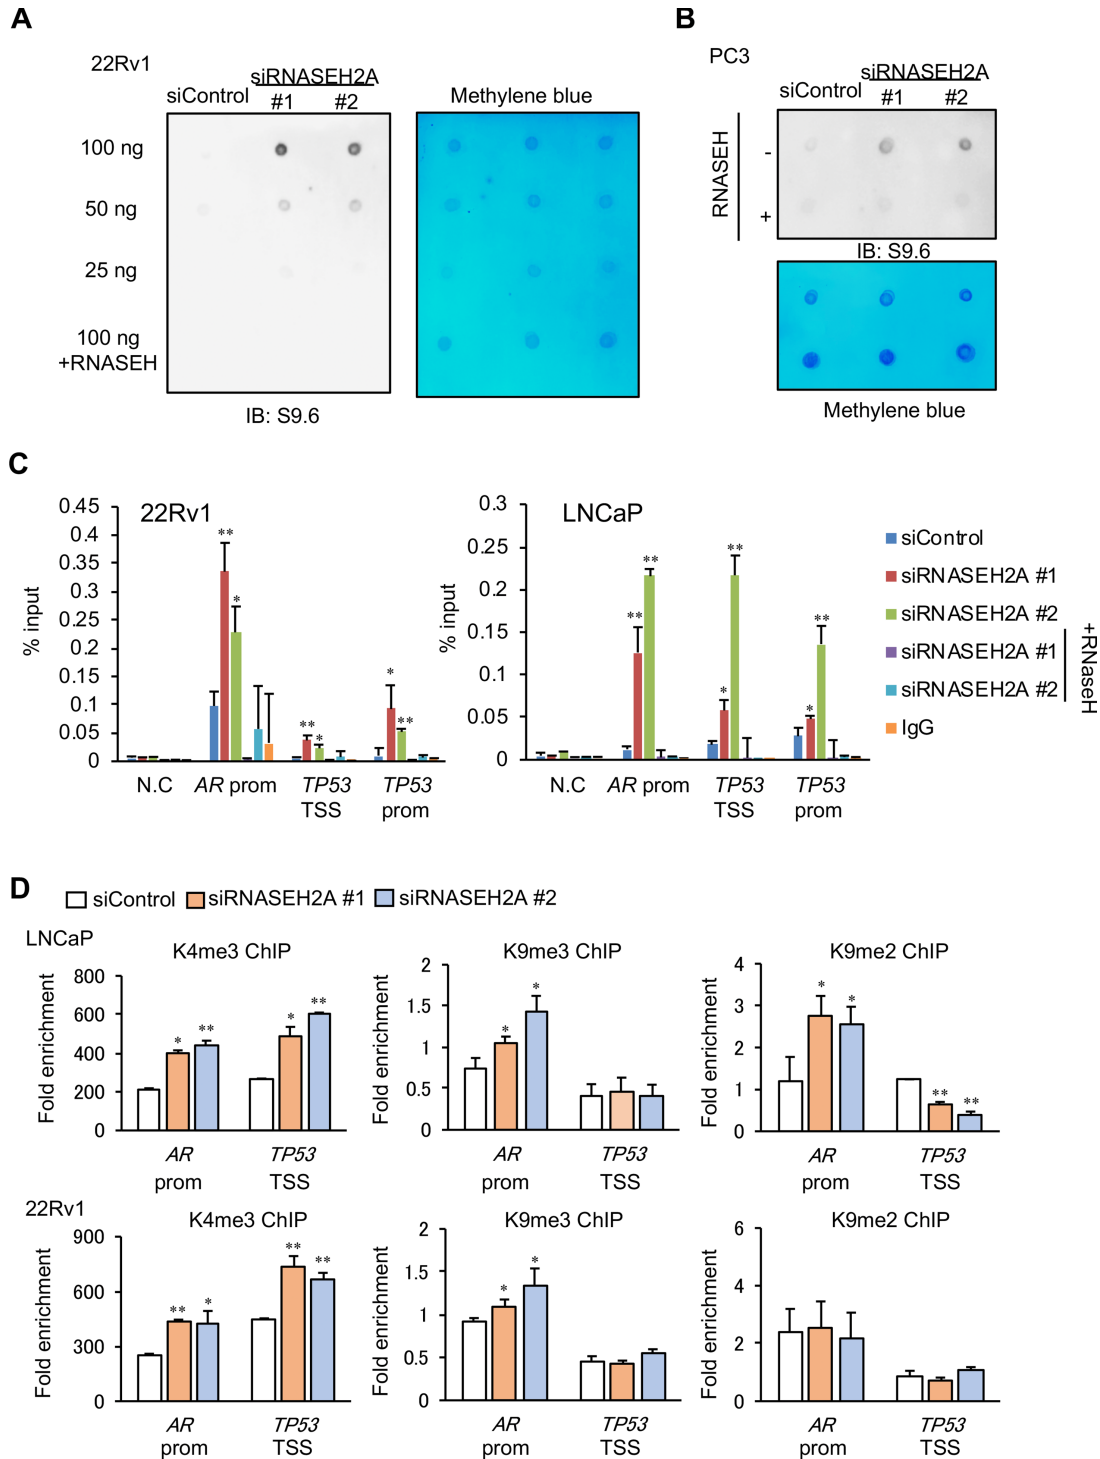 A
22Rv1
siControl
siRNASEH2A
#1
#2
Methylene blue
100 ng
50 ng
25 ng
100 ng
+RNASEH
IB: S9.6
B
PC3
siControl
siRNASEH2A
#1
#2
RNASEH
-
+
IB: S9.6
Methylene blue
C
22Rv1
% input
0.45
0.4
0.35
0.3
0.25
0.2
0.15
0.1
0.05
0
**
*
**
*
*
**
N.C
AR prom
TP53
TSS
TP53
prom
LNCaP
% input
0.3
0.25
0.2
0.15
0.1
0.05
0
**
**
*
**
*
**
N.C
AR prom
TP53
TSS
TP53
prom
siControl
siRNASEH2A #1
siRNASEH2A #2
siRNASEH2A #1
siRNASEH2A #2
IgG
+RNaseH
D
siControl
siRNASEH2A #1
siRNASEH2A #2
LNCaP
K4me3 ChIP
Fold enrichment
800
600
400
200
0
*
**
*
**
AR
prom
TP53
TSS
K9me3 ChIP
Fold enrichment
2
1.5
1
0.5
0
*
*
AR
prom
TP53
TSS
K9me2 ChIP
Fold enrichment
4
3
2
1
0
*
*
**
**
AR
prom
TP53
TSS
22Rv1
K4me3 ChIP
Fold enrichment
900
600
300
0
**
*
**
**
AR
prom
TP53
TSS
K9me3 ChIP
Fold enrichment
2
1.5
1
0.5
0
*
*
AR
prom
TP53
TSS
K9me2 ChIP
Fold enrichment
6
4
2
0
AR
prom
TP53
TSS